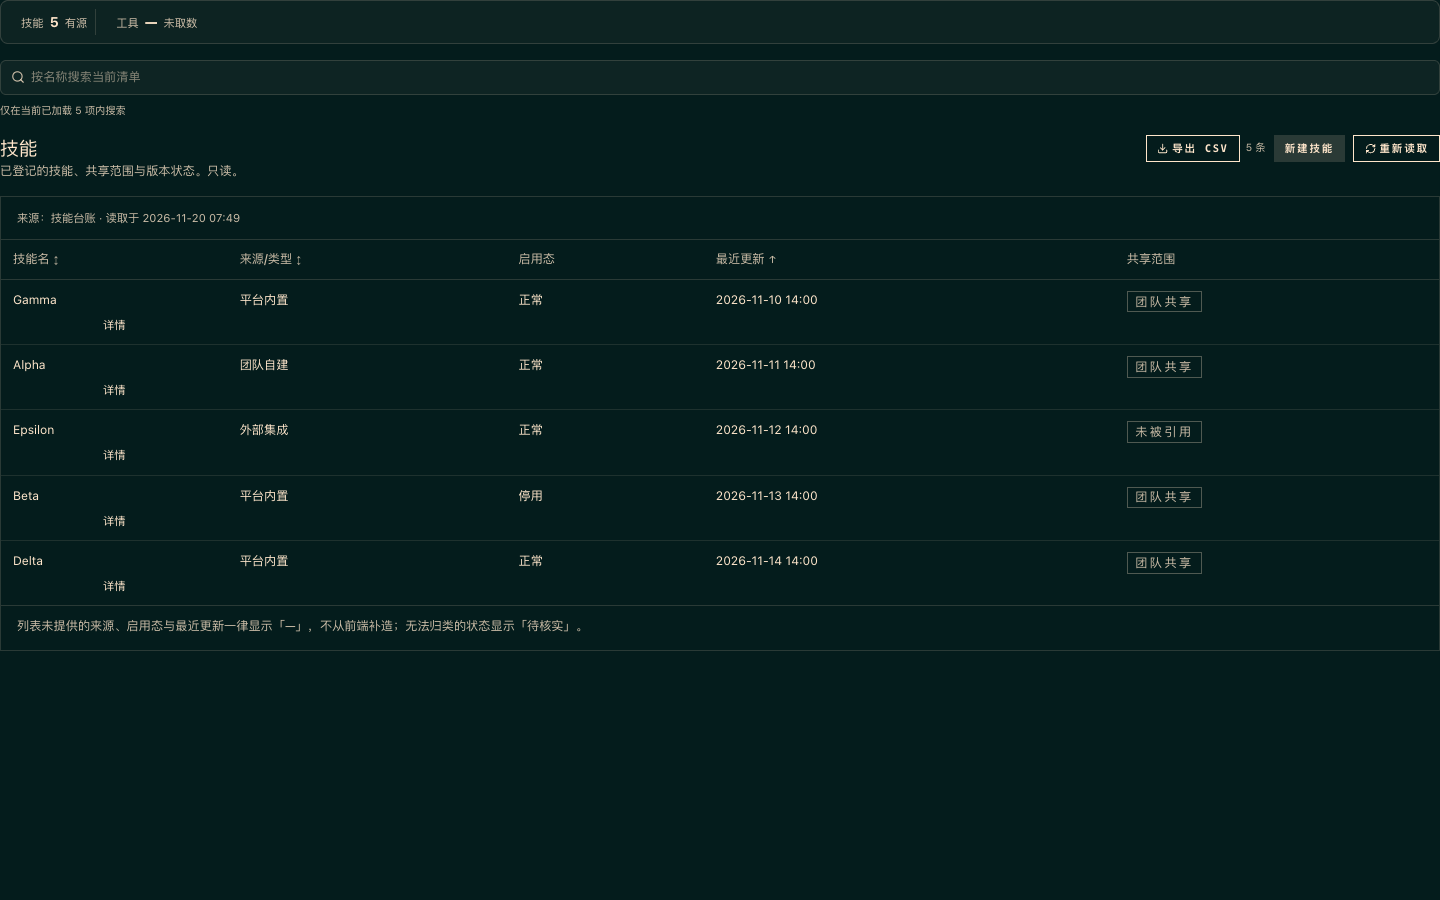 技能 5 有源 工具 — 未取数
按名称搜索当前清单
仅在当前已加载 5 项内搜索
技能
已登记的技能、共享范围与版本状态。只读。
导出 CSV 5 条 新建技能 重新读取
来源：技能台账 · 读取于 2026-11-20 07:49
技能名 ↕ 来源/类型 ↕ 启用态 最近更新 ↑ 共享范围
Gamma 平台内置 正常 2026-11-10 14:00 团队共享
详情
Alpha 团队自建 正常 2026-11-11 14:00 团队共享
详情
Epsilon 外部集成 正常 2026-11-12 14:00 未被引用
详情
Beta 平台内置 停用 2026-11-13 14:00 团队共享
详情
Delta 平台内置 正常 2026-11-14 14:00 团队共享
详情
列表未提供的来源、启用态与最近更新一律显示「—」，不从前端补造；无法归类的状态显示「待核实」。